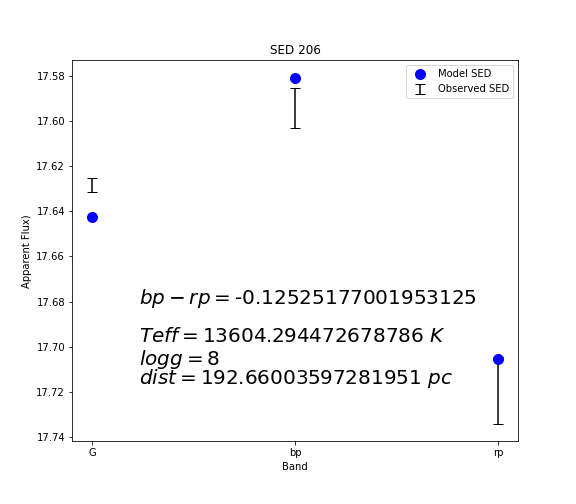 SED 206
17.58
17.60
17.62
17.64
17.66
17.68
17.70
17.72
17.74
Apparent Flux)
Model SED
Observed SED
bp − rp = -0.12525177001953125
Teff = 13604.294472678786 K
logg = 8
dist = 192.66003597281951 pc
G
bp
rp
Band